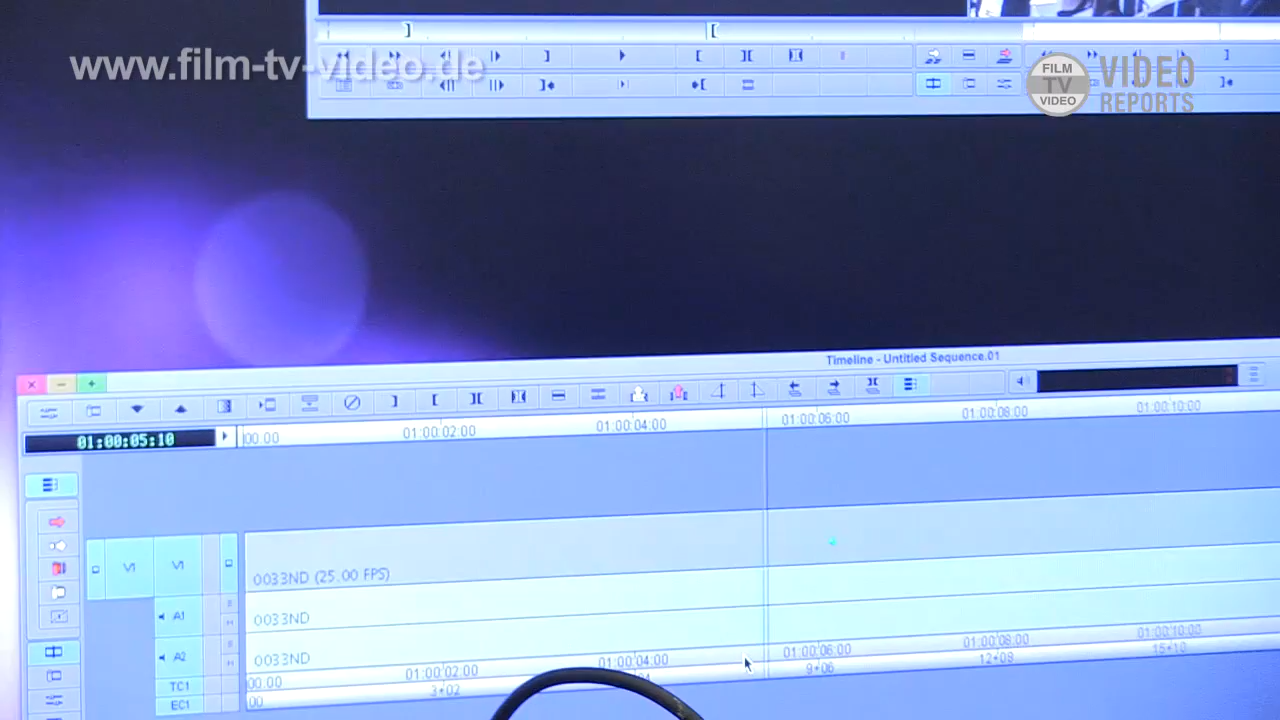 www.film-tv-video.de
FILM
TV
VIDEO
VIDEO
REPORTS
Timeline - Untitled Sequence.01
01:00:05:10
00:00
01:00:02:00
01:00:04:00
01:00:06:00
01:00:08:00
01:00:10:00
V1
V1
0033ND (25.00 FPS)
A1
0033ND
A2
0033ND
TC1
00:00
01:00:02:00
01:00:04:00
01:00:06:00
01:00:08:00
01:00:10:00
EC1
00
3+02
9+06
12+08
15+10